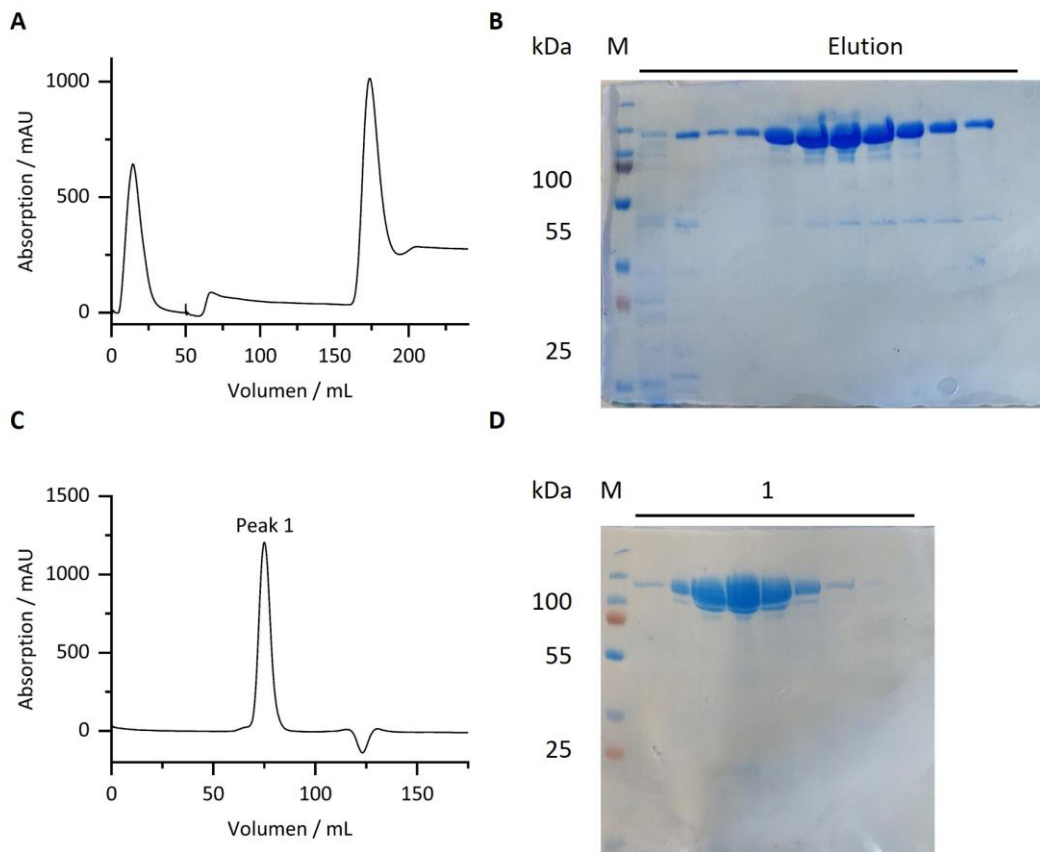 A
Absorption / mAU
1000
500
0
0 50 100 150 200
Volumen / mL
B
kDa M Elution
100
55
25
C
Absorption / mAU
1500
1000
500
0
Peak 1
0 50 100 150
Volumen / mL
D
kDa M 1
100
55
25